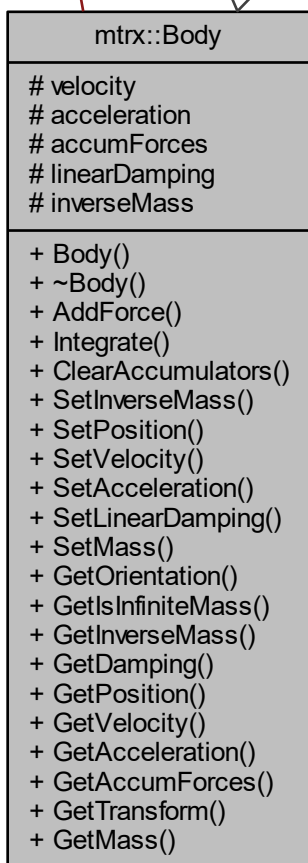 mtrx::Body
# velocity
# acceleration
# accumForces
# linearDamping
# inverseMass
+ Body()
+ ~Body()
+ AddForce()
+ Integrate()
+ ClearAccumulators()
+ SetInverseMass()
+ SetPosition()
+ SetVelocity()
+ SetAcceleration()
+ SetLinearDamping()
+ SetMass()
+ GetOrientation()
+ GetIsInfiniteMass()
+ GetInverseMass()
+ GetDamping()
+ GetPosition()
+ GetVelocity()
+ GetAcceleration()
+ GetAccumForces()
+ GetTransform()
+ GetMass()